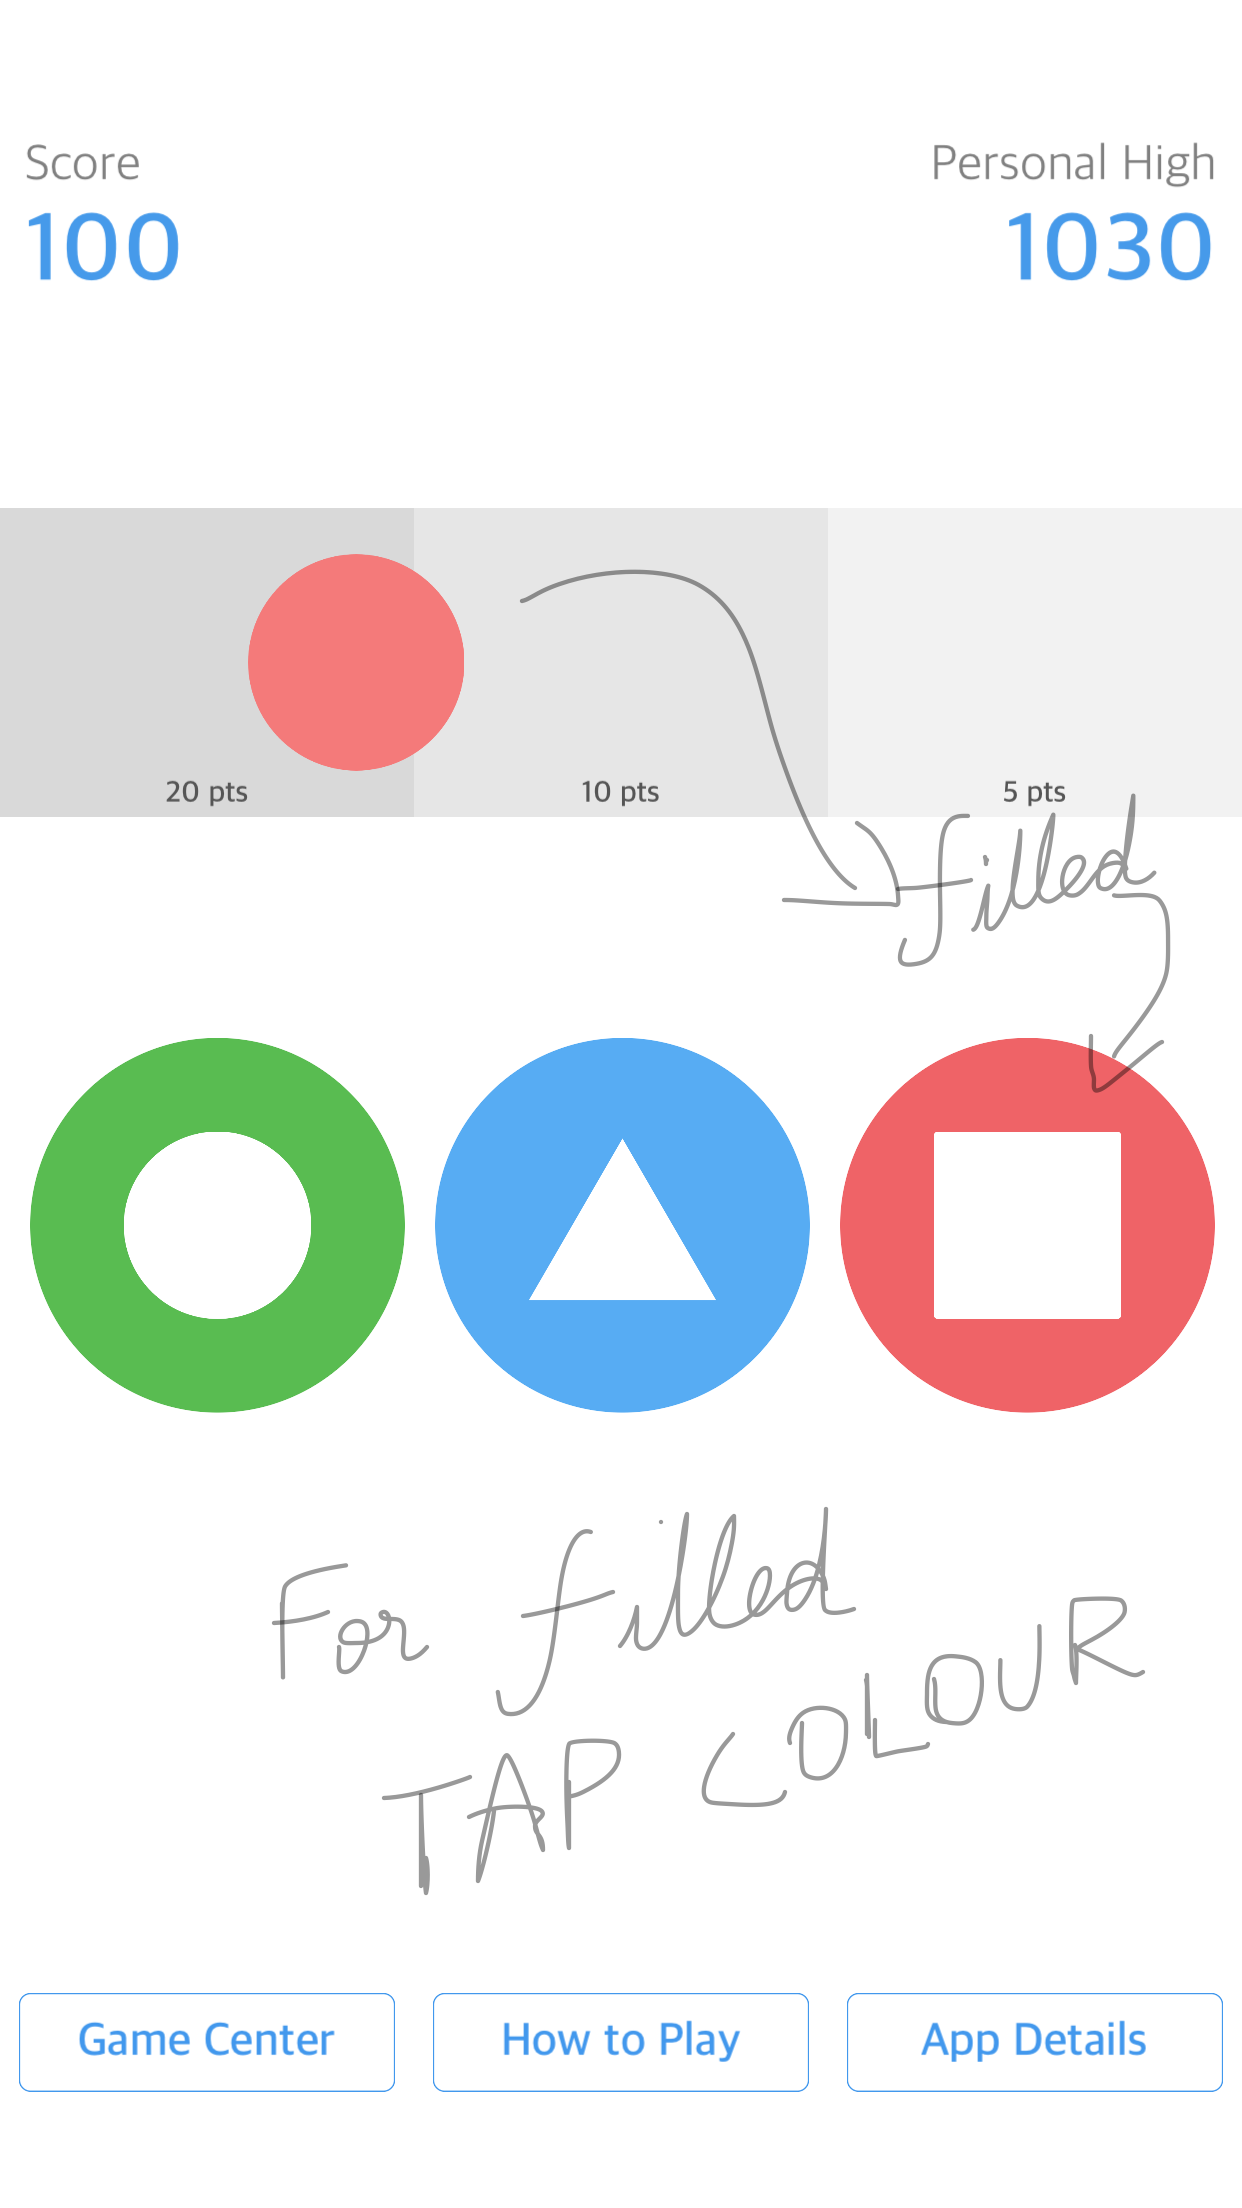 Score
Personal High
100
1030
20 pts
10 pts
5 pts
filled
For filled
TAP COLOUR
Game Center
How to Play
App Details